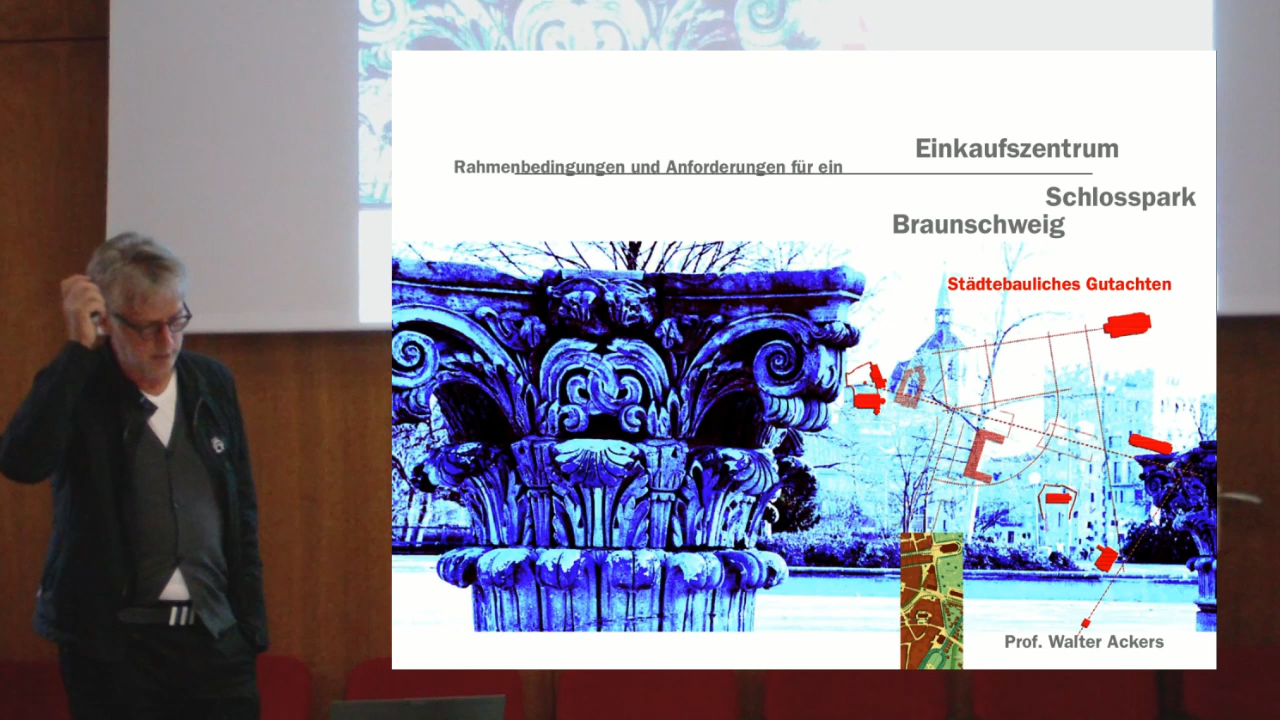 Einkaufszentrum
Rahmenbedingungen und Anforderungen für ein
Schlosspark
Braunschweig
Städtebauliches Gutachten
Prof. Walter Ackers